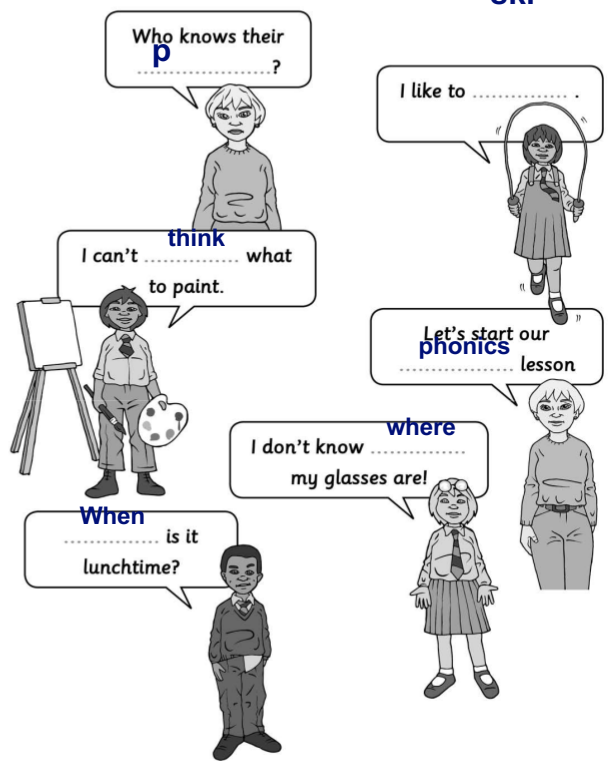 Who knows their
p
....................?
I like to .............. .
think
I can't .............. what
to paint.
Let's start our
phonics
................. lesson
where
I don't know ..............
my glasses are!
When
.............. is it
lunchtime?